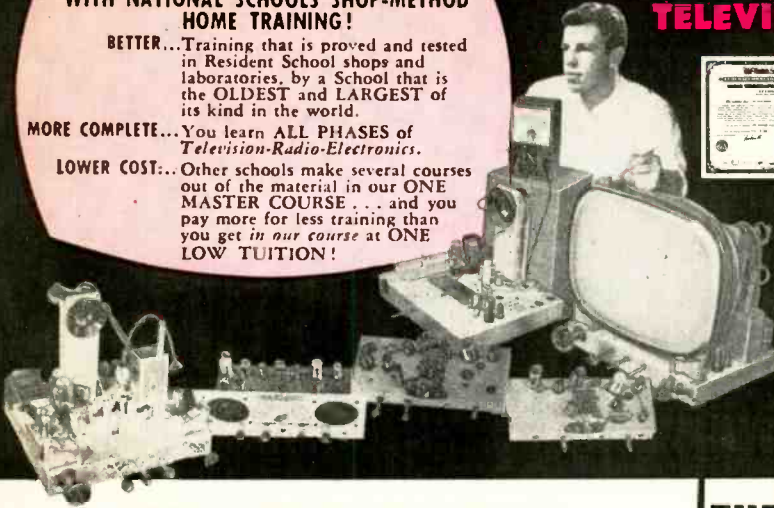 WITH NATIONAL SCHOOLS SHOP-METHOD
HOME TRAINING!
BETTER...Training that is proved and tested
in Resident School shops and
laboratories, by a School that is
the OLDEST and LARGEST of
its kind in the world.
MORE COMPLETE...You learn ALL PHASES of
Television-Radio-Electronics.
LOWER COST:..Other schools make several courses
out of the material in our ONE
MASTER COURSE . . . and you
pay more for less training than
you get in our course at ONE
LOW TUITION!
TELEVI